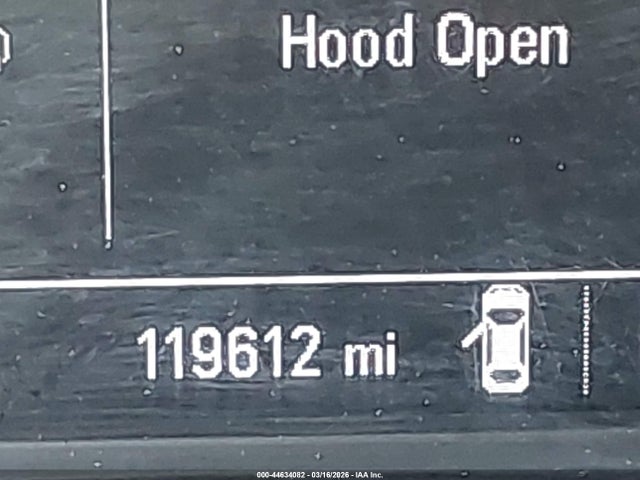 Hood Open
119612 mi
000-44634082 - 03/16/2026 - IAA Inc.